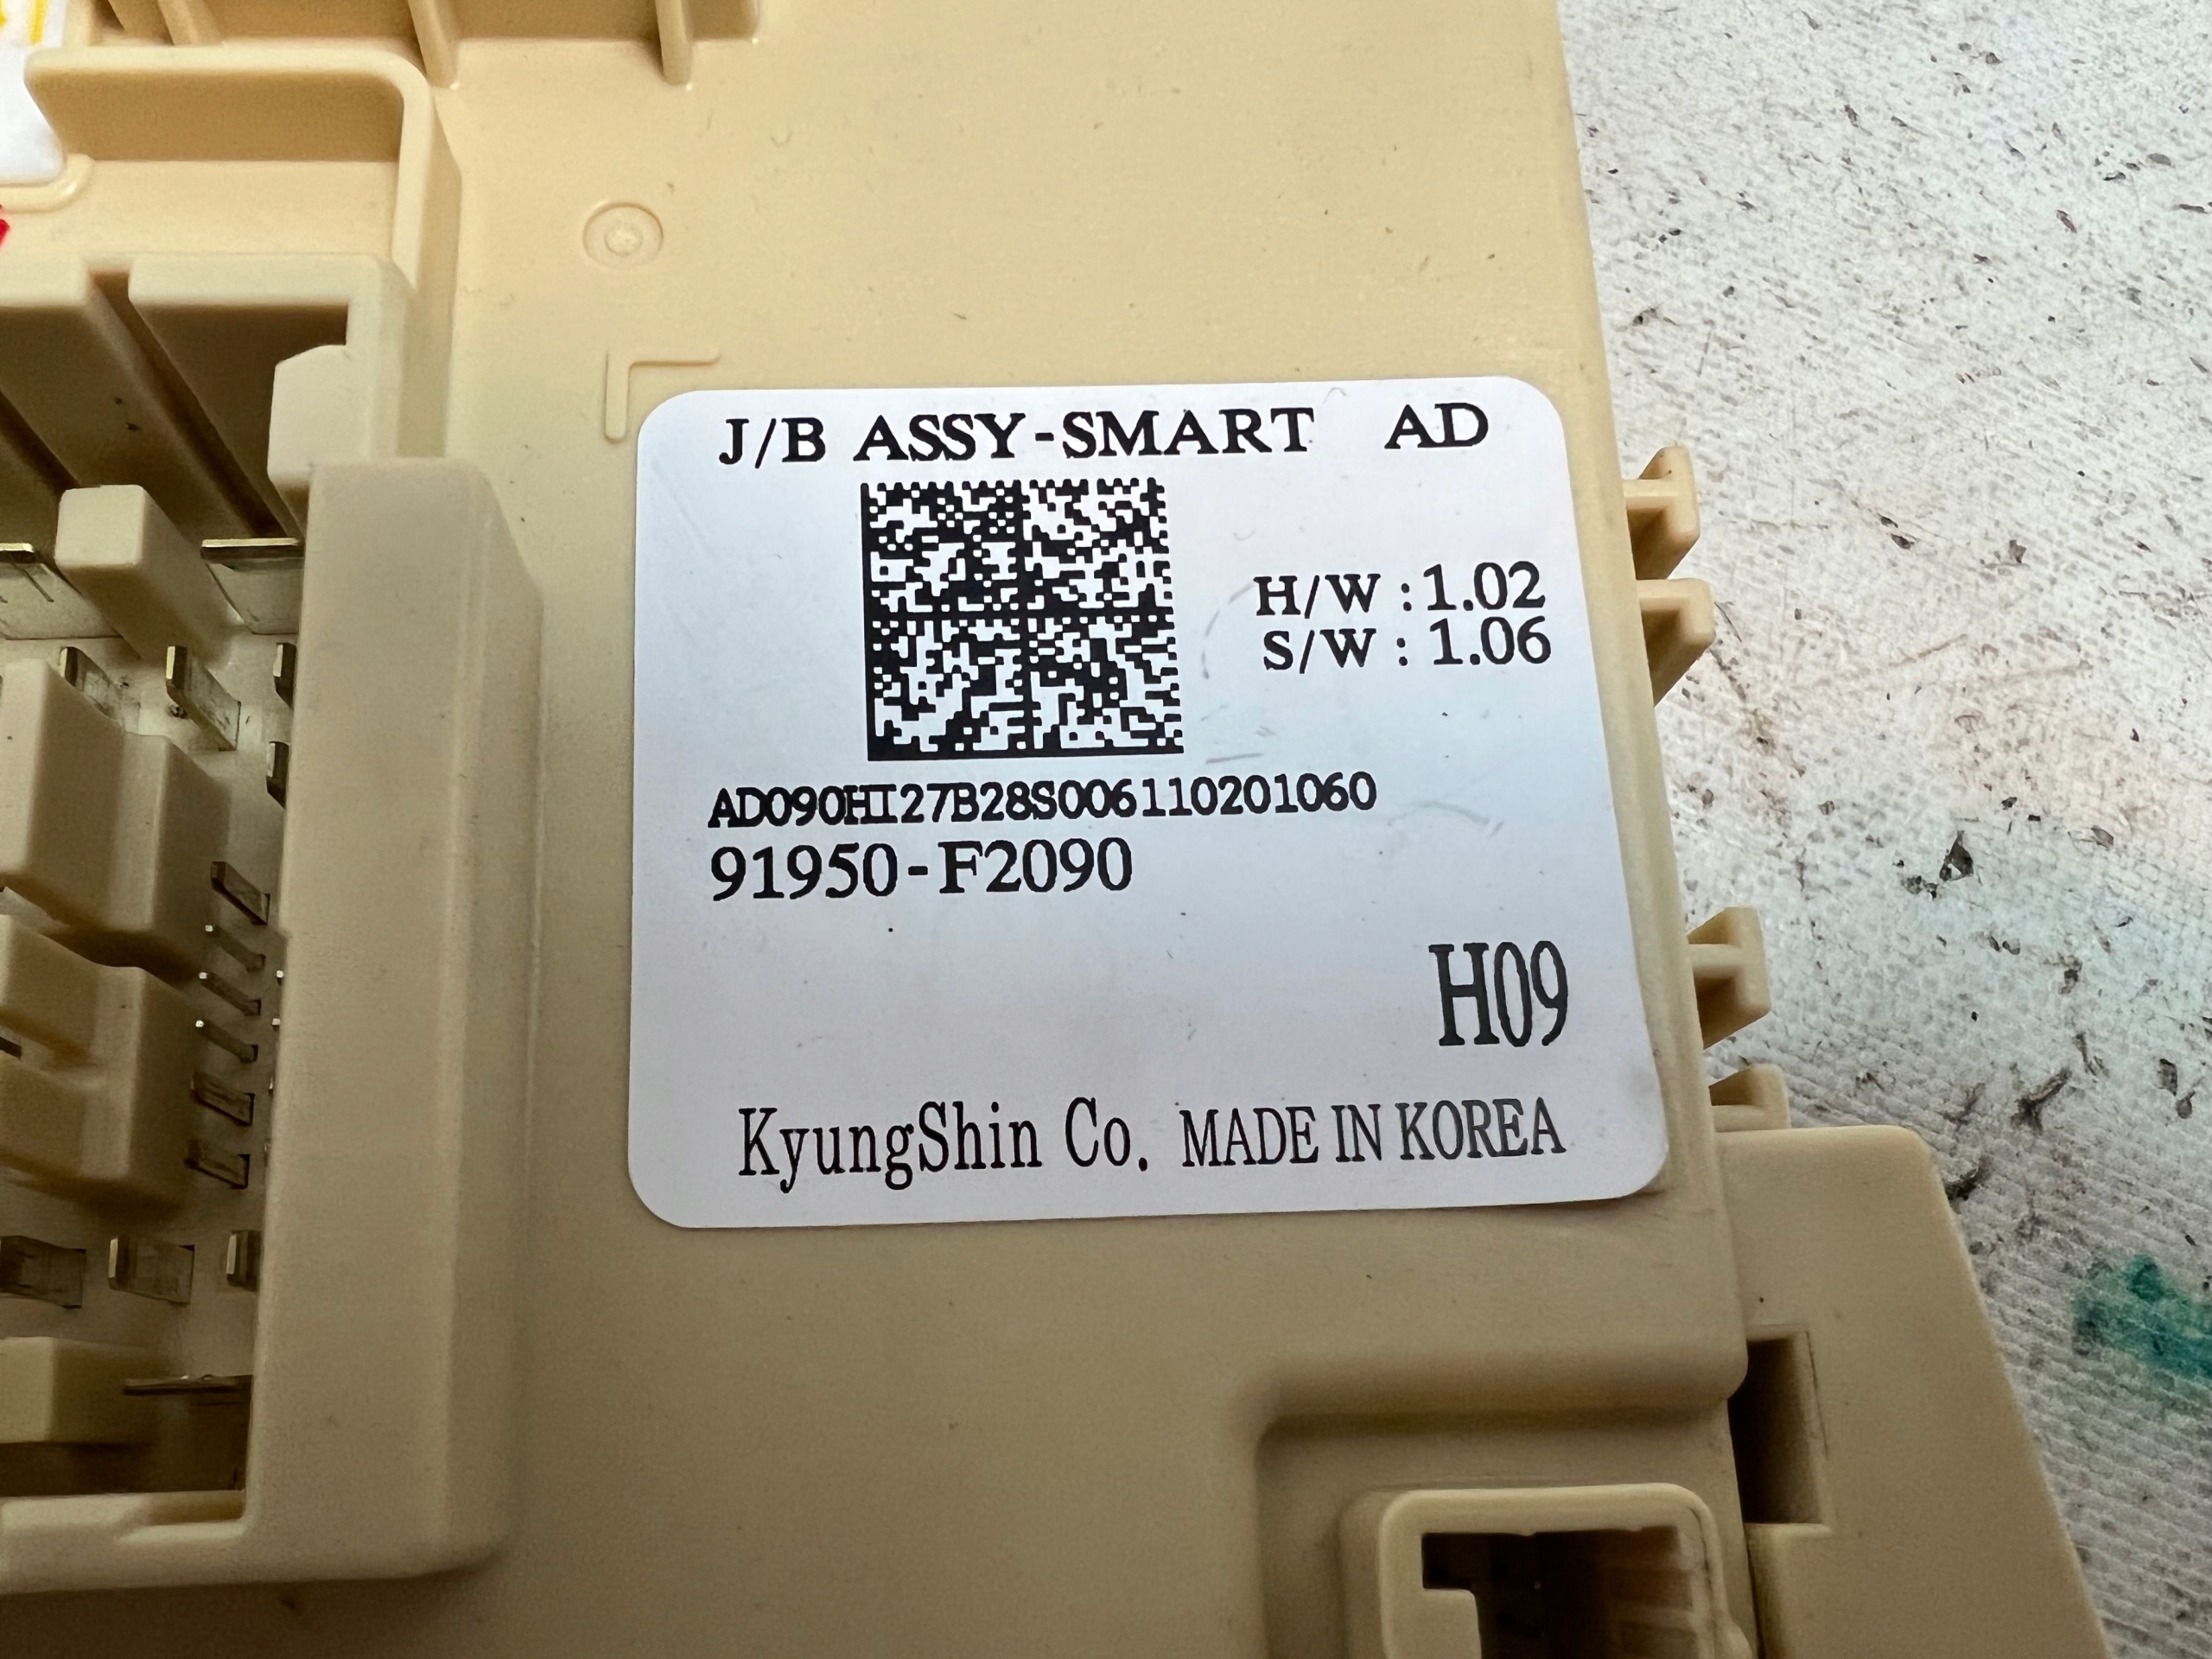 J/B ASSY-SMART AD
H/W : 1.02
S/W : 1.06
AD090HI27B28S006110201060
91950-F2090
H09
KyungShin Co. MADE IN KOREA